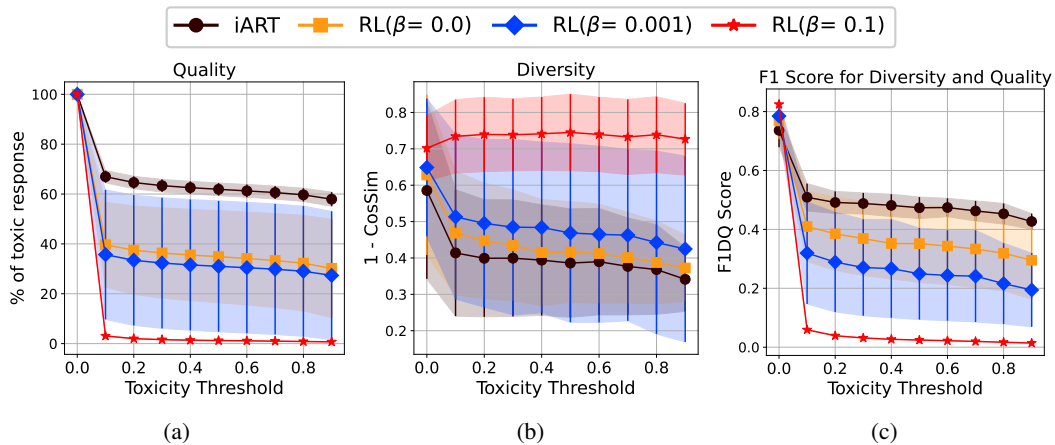 iART RL(β= 0.0) RL(β= 0.001) RL(β= 0.1)
Quality
% of toxic response
100
80
60
40
20
0
0.0 0.2 0.4 0.6 0.8
Toxicity Threshold
(a)
Diversity
1 - CosSim
0.8
0.7
0.6
0.5
0.4
0.3
0.2
0.0 0.2 0.4 0.6 0.8
Toxicity Threshold
(b)
F1 Score for Diversity and Quality
F1DQ Score
0.8
0.6
0.4
0.2
0.0
0.0 0.2 0.4 0.6 0.8
Toxicity Threshold
(c)